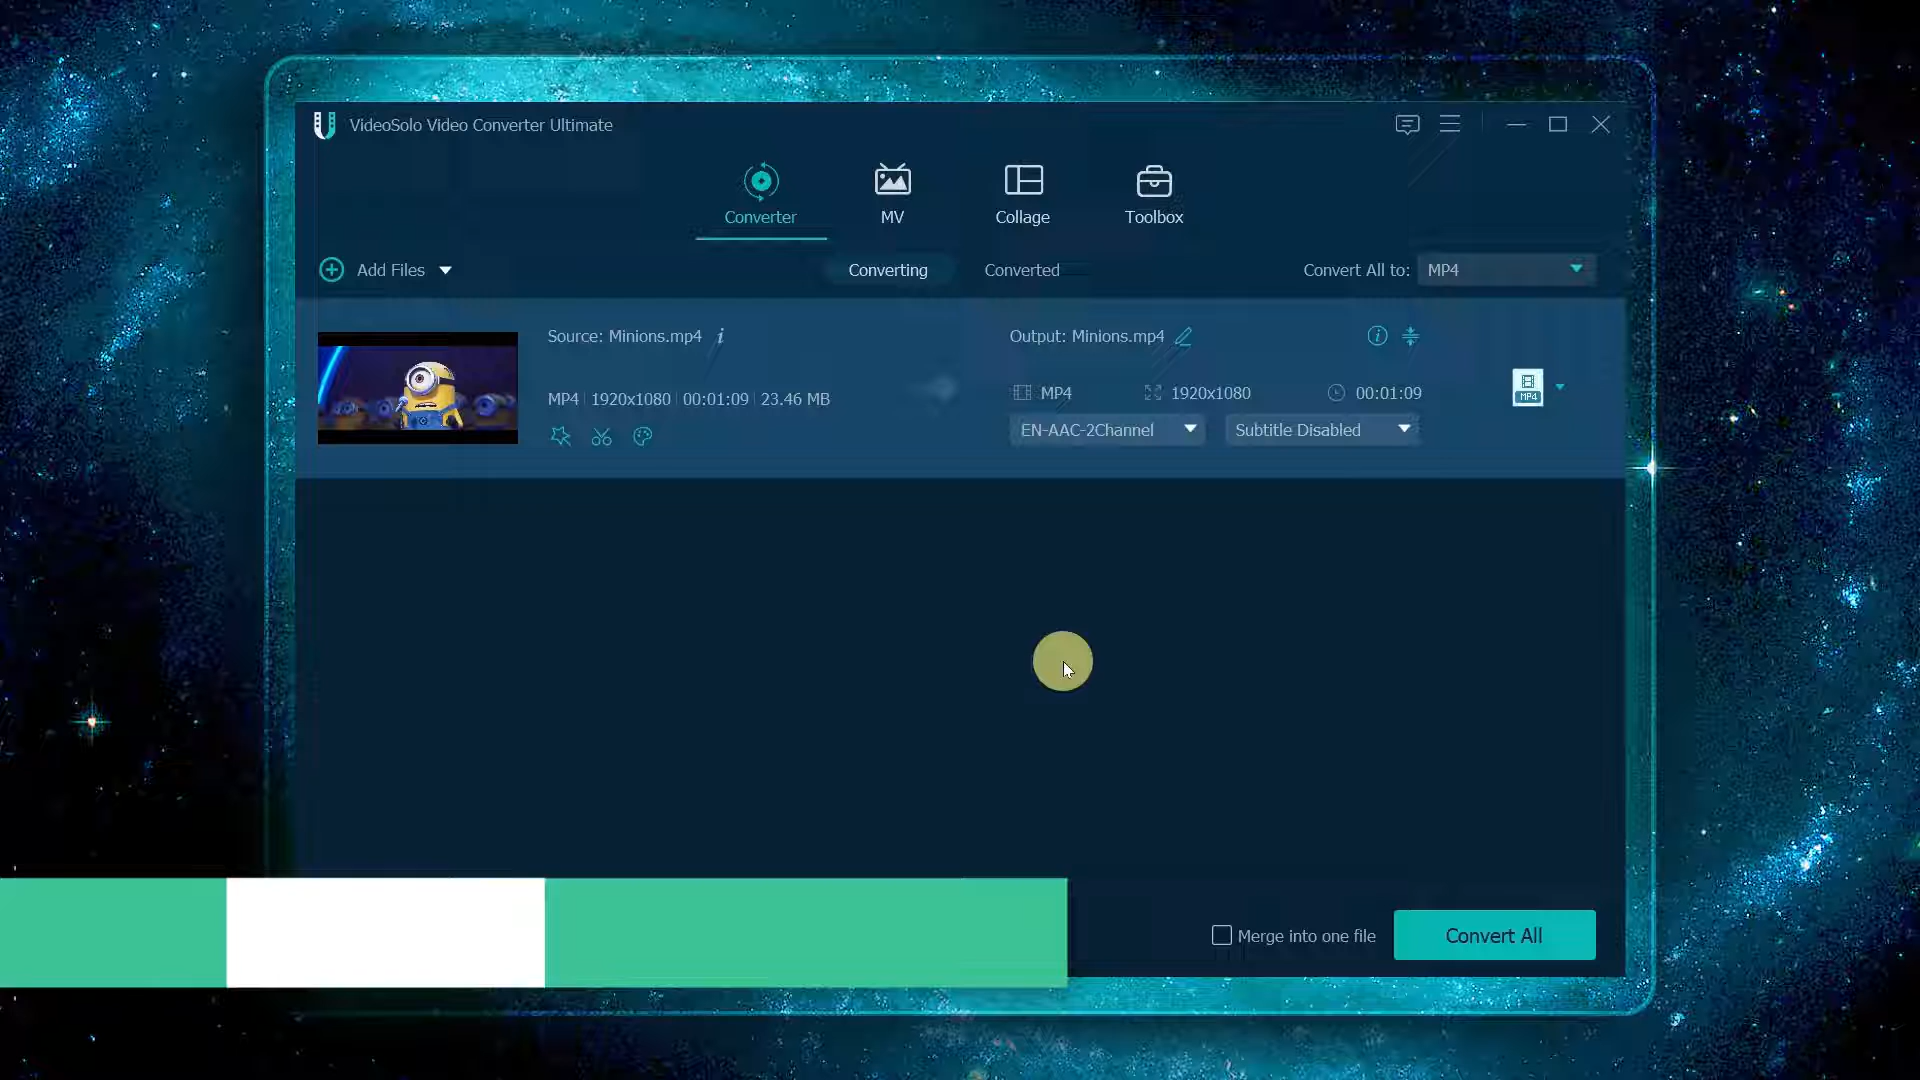 VideoSolo Video Converter Ultimate
Converter
MV
Collage
Toolbox
Add Files
Converting
Converted
Convert All to: MP4
Source: Minions.mp4
Output: Minions.mp4
MP4 1920x1080 00:01:09 23.46 MB
MP4 1920x1080 00:01:09
MP4
EN-AAC-2Channel
Subtitle Disabled
Merge into one file
Convert All